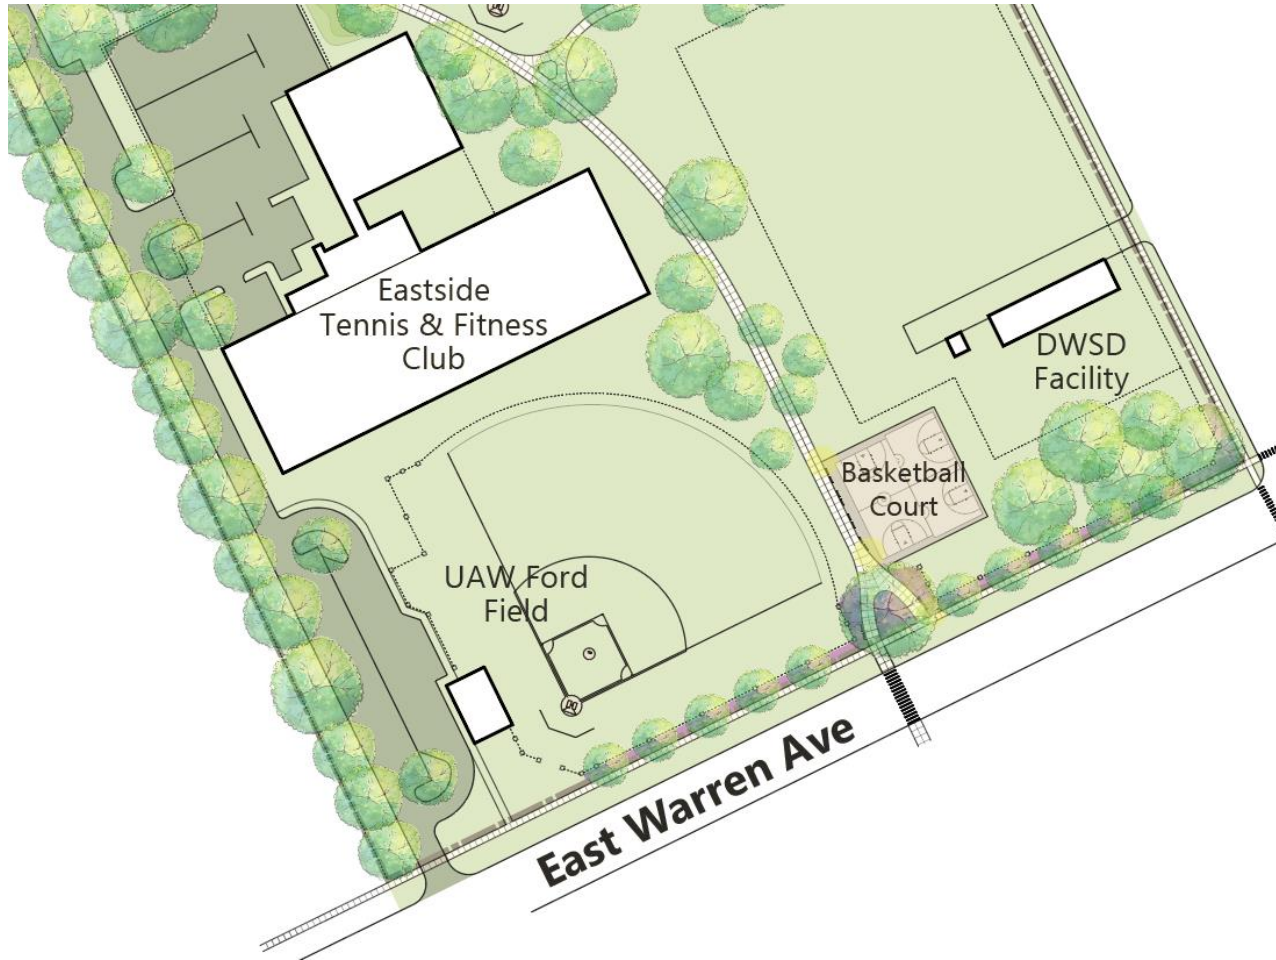 Eastside
Tennis & Fitness
Club
DWSD
Facility
Basketball
Court
UAW Ford
Field
East Warren Ave